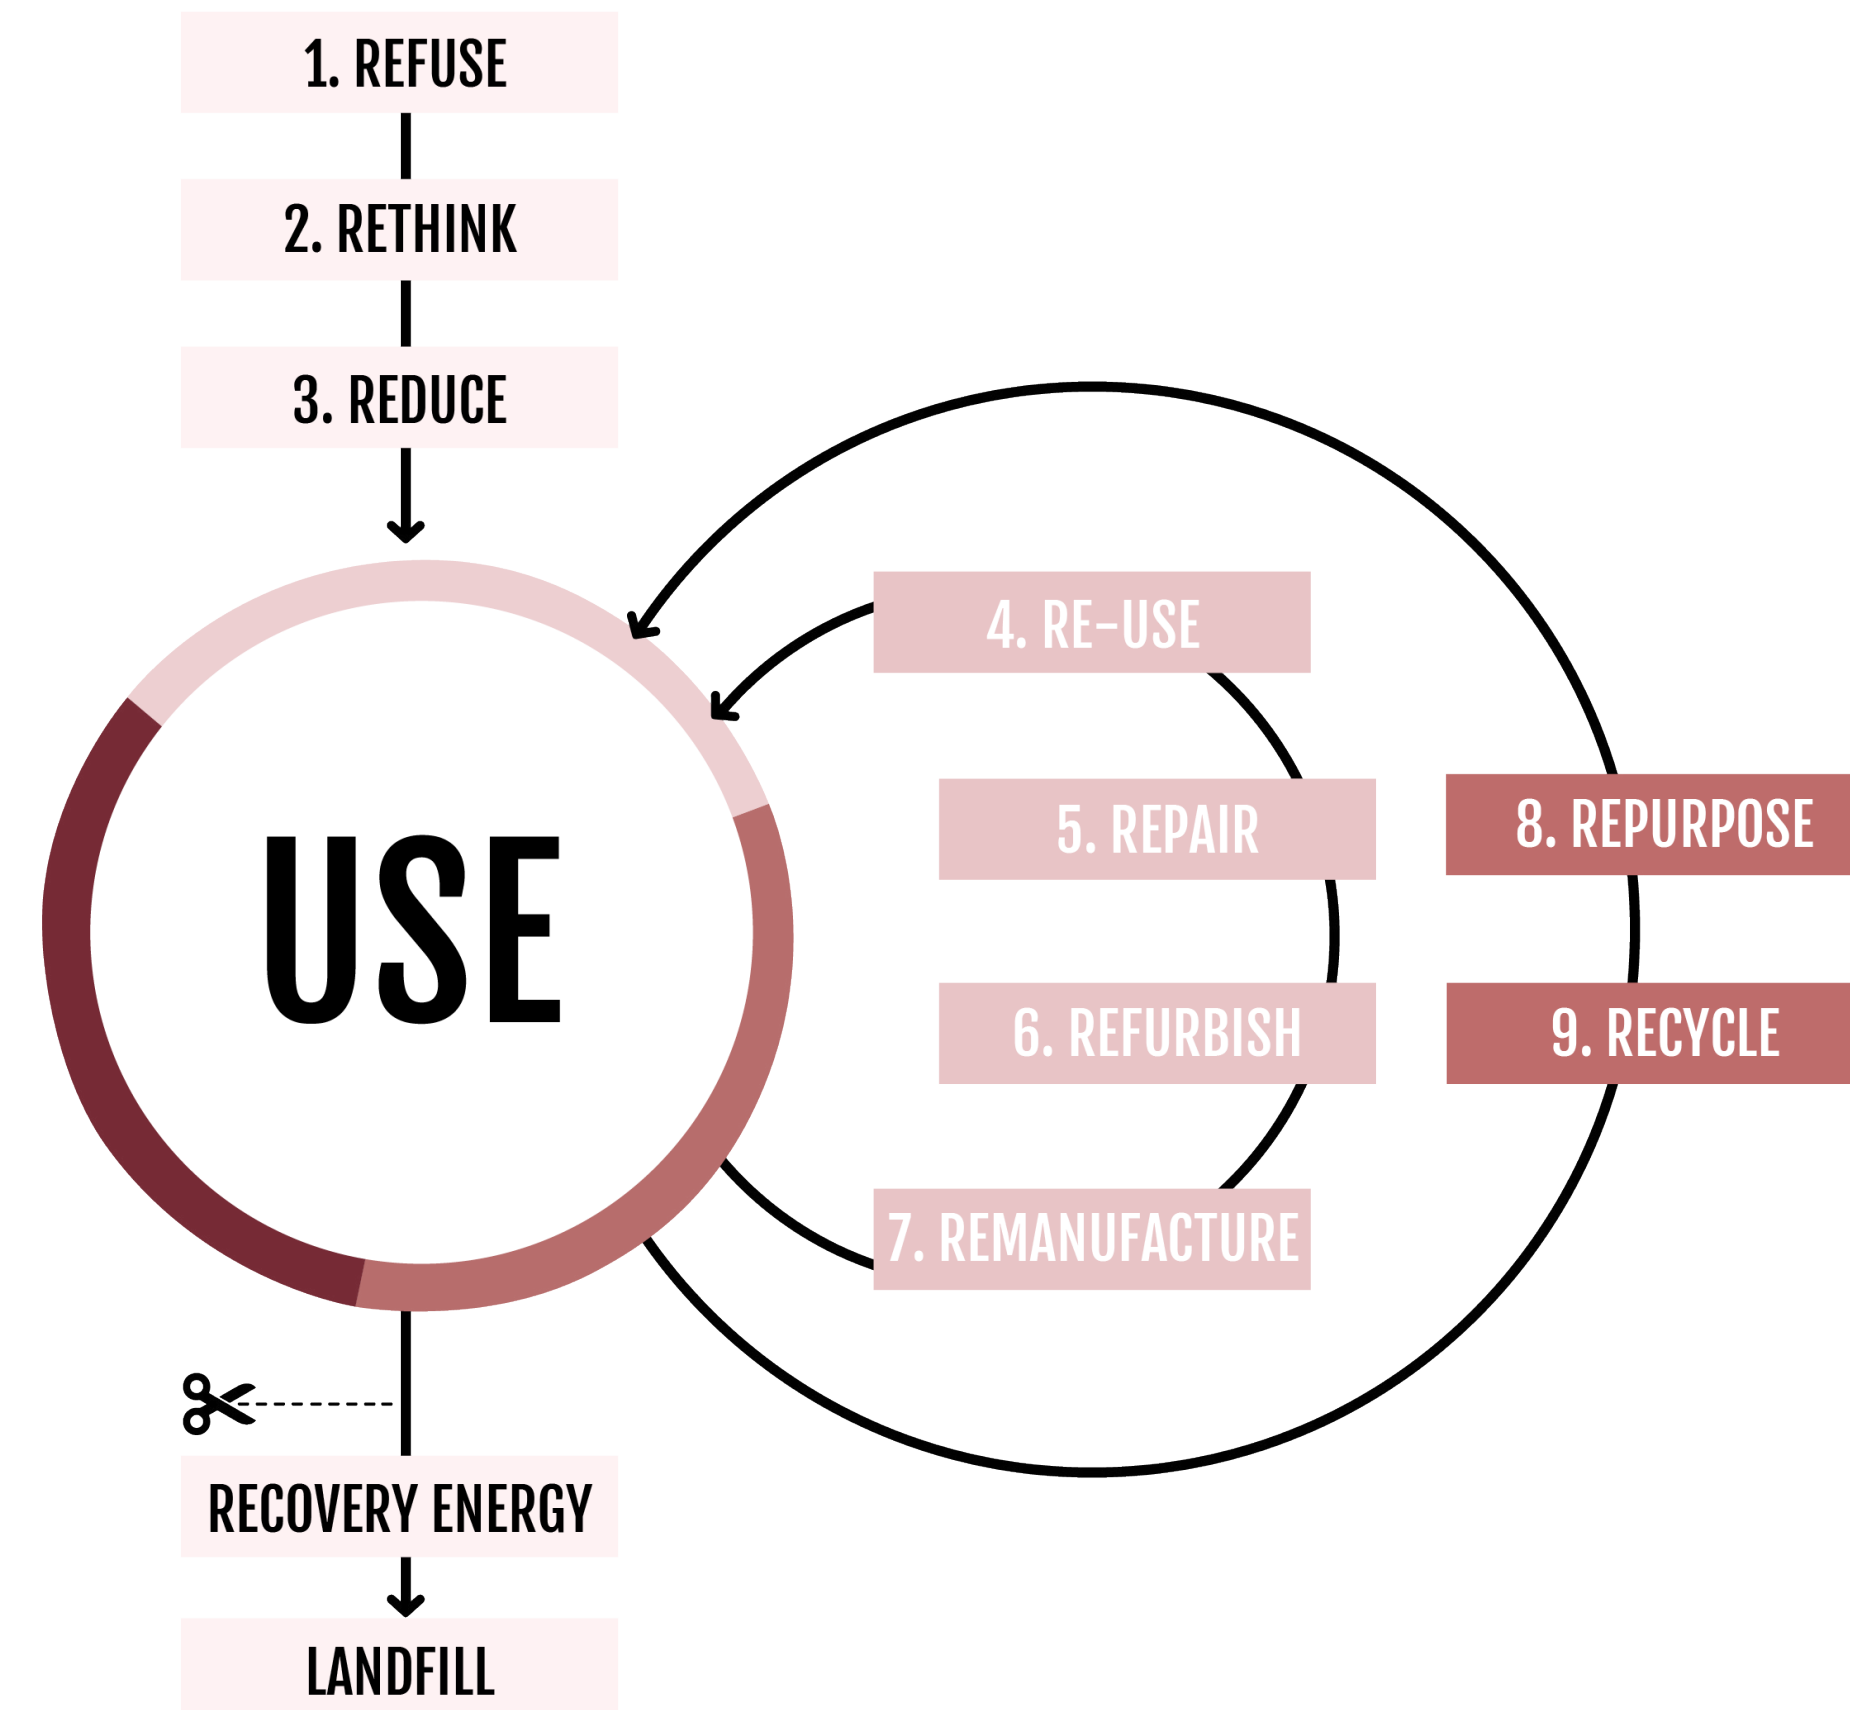 1. REFUSE
2. RETHINK
3. REDUCE
USE
4. RE-USE
5. REPAIR
6. REFURBISH
7. REMANUFACTURE
8. REPURPOSE
9. RECYCLE
RECOVERY ENERGY
LANDFILL